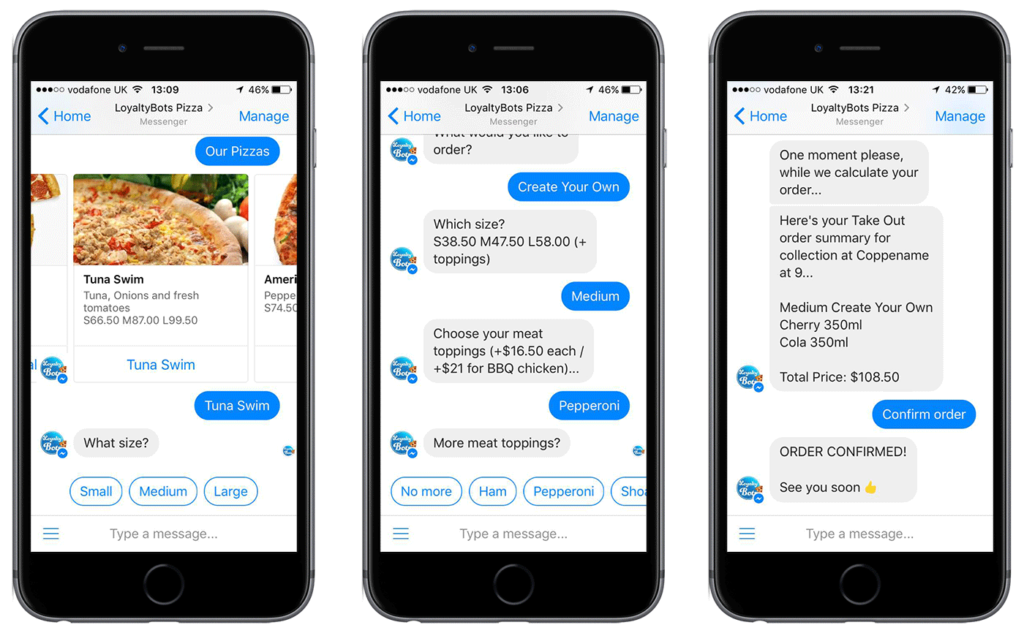 vodafone UK 13:09 46%
Home
LoyaltyBots Pizza
Messenger
Manage
Our Pizzas
Tuna Swim
Tuna, Onions and fresh
tomatoes
S66.50 M87.00 L99.50
Tuna Swim
Ameri
Peppe
S74.50
al
Tuna Swim
What size?
Small
Medium
Large
Type a message...
vodafone UK 13:06 46%
Home
LoyaltyBots Pizza
Messenger
Manage
What would you like to
order?
Create Your Own
Which size?
S38.50 M47.50 L58.00 (+
toppings)
Medium
Choose your meat
toppings (+$16.50 each /
+$21 for BBQ chicken)...
Pepperoni
More meat toppings?
No more
Ham
Pepperoni
Shoa
Type a message...
vodafone UK 13:21 42%
Home
LoyaltyBots Pizza
Messenger
Manage
One moment please,
while we calculate your
order...
Here's your Take Out
order summary for
collection at Coppename
at 9...
Medium Create Your Own
Cherry 350ml
Cola 350ml
Total Price: $108.50
Confirm order
ORDER CONFIRMED!
See you soon 👍
Type a message...